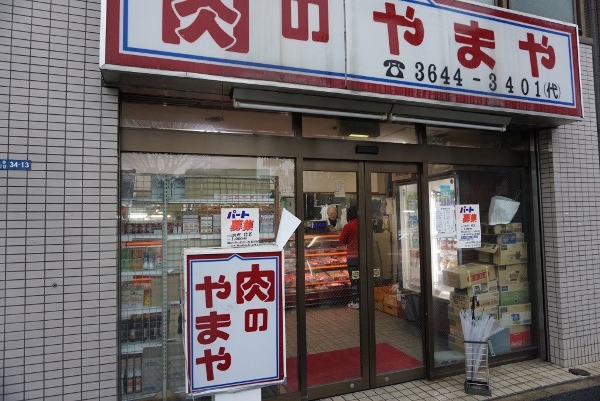 肉のやまや
☎3644-3401(代)
34-13
パート
募集
パート
募集
肉の
やまや